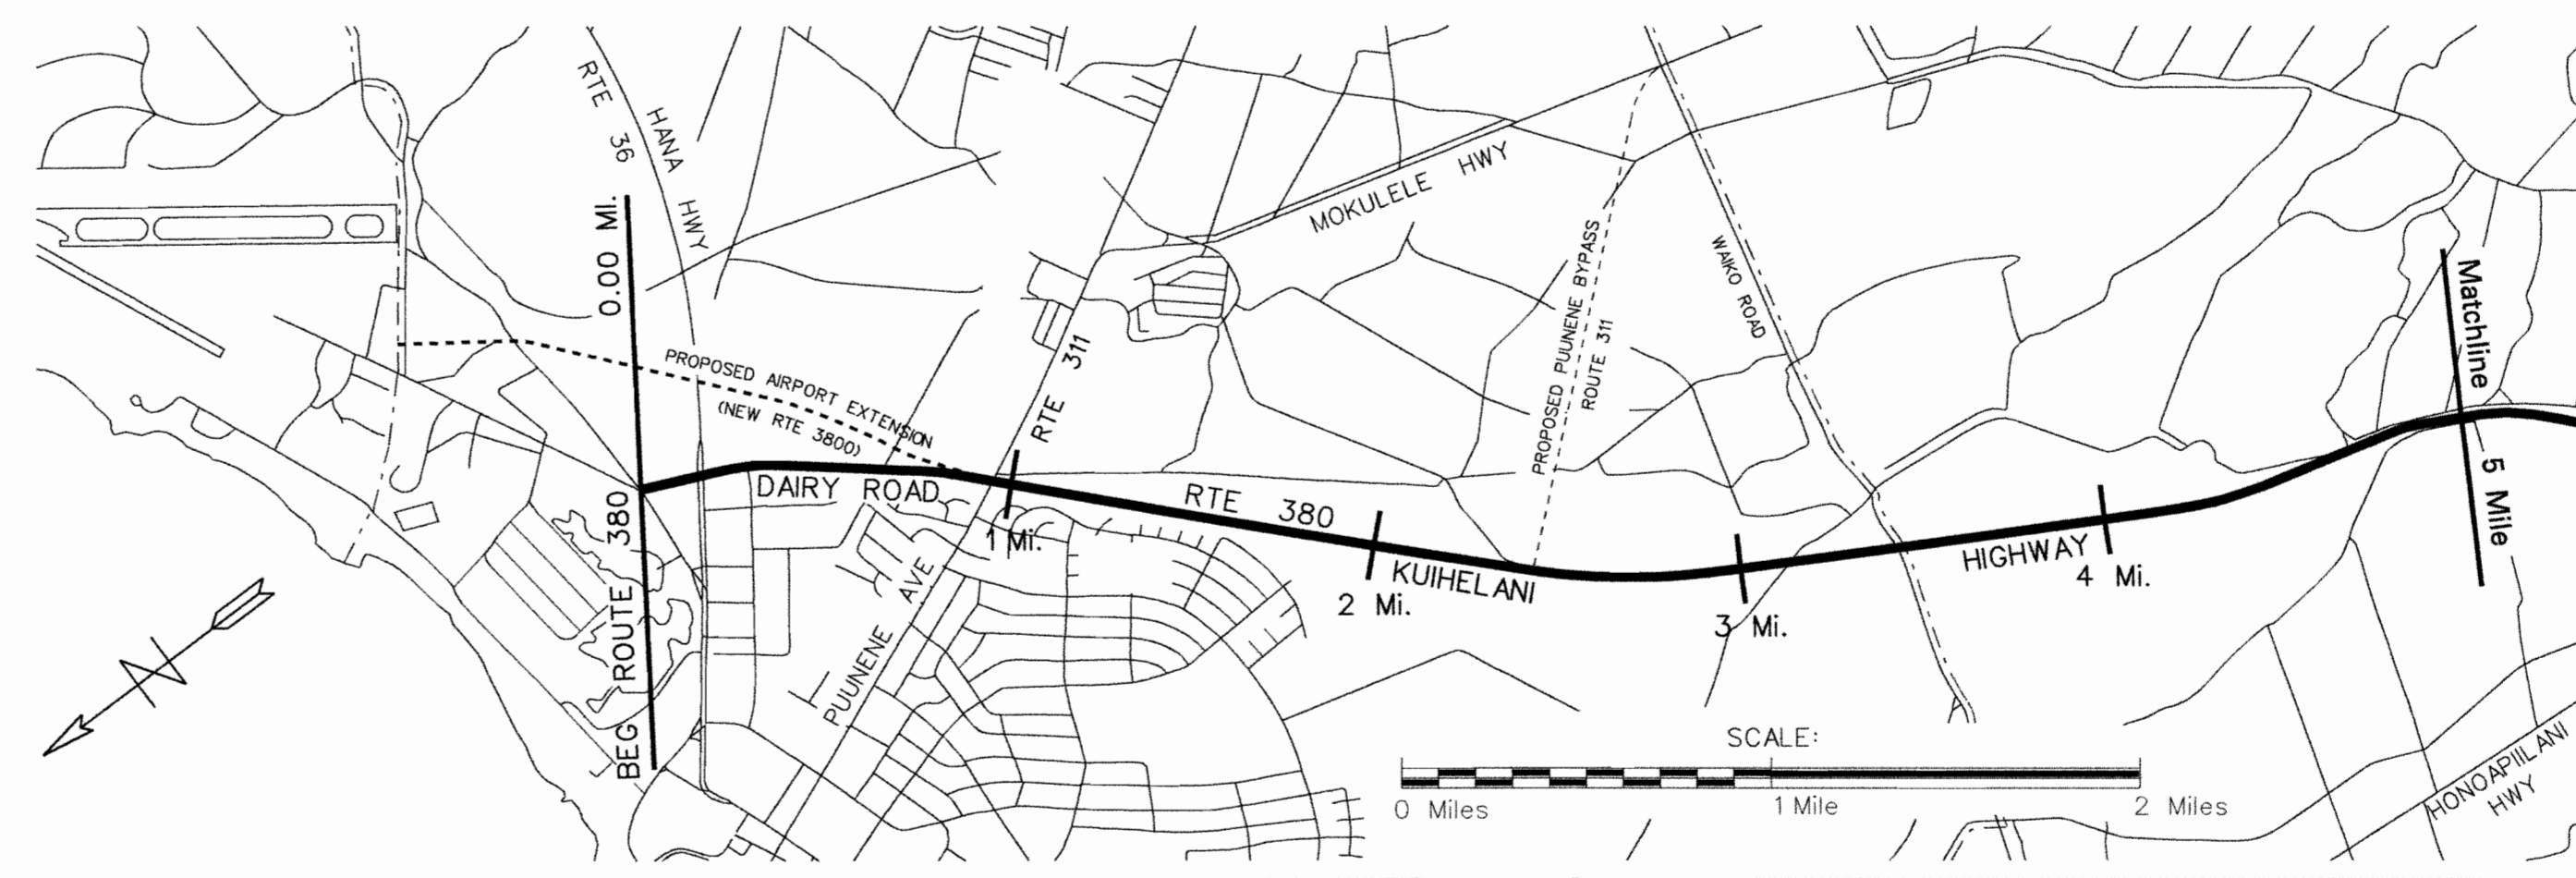 RTE 36
HANA HWY
0.00 MI.
BEG ROUTE 380
PROPOSED AIRPORT EXTENSION
(NEW RTE 3800)
DAIRY ROAD
RTE 311
PUUNENE AVE
1 Mi.
MOKULELE HWY
RTE 380
2 Mi.
KUIHELANI
PROPOSED PUUNENE BYPASS
ROUTE 311
WAIKO ROAD
3 Mi.
HIGHWAY
4 Mi.
Matchline
5 Mile
N
SCALE:
0 Miles
1 Mile
2 Miles
HONOAPIILANI
HWY